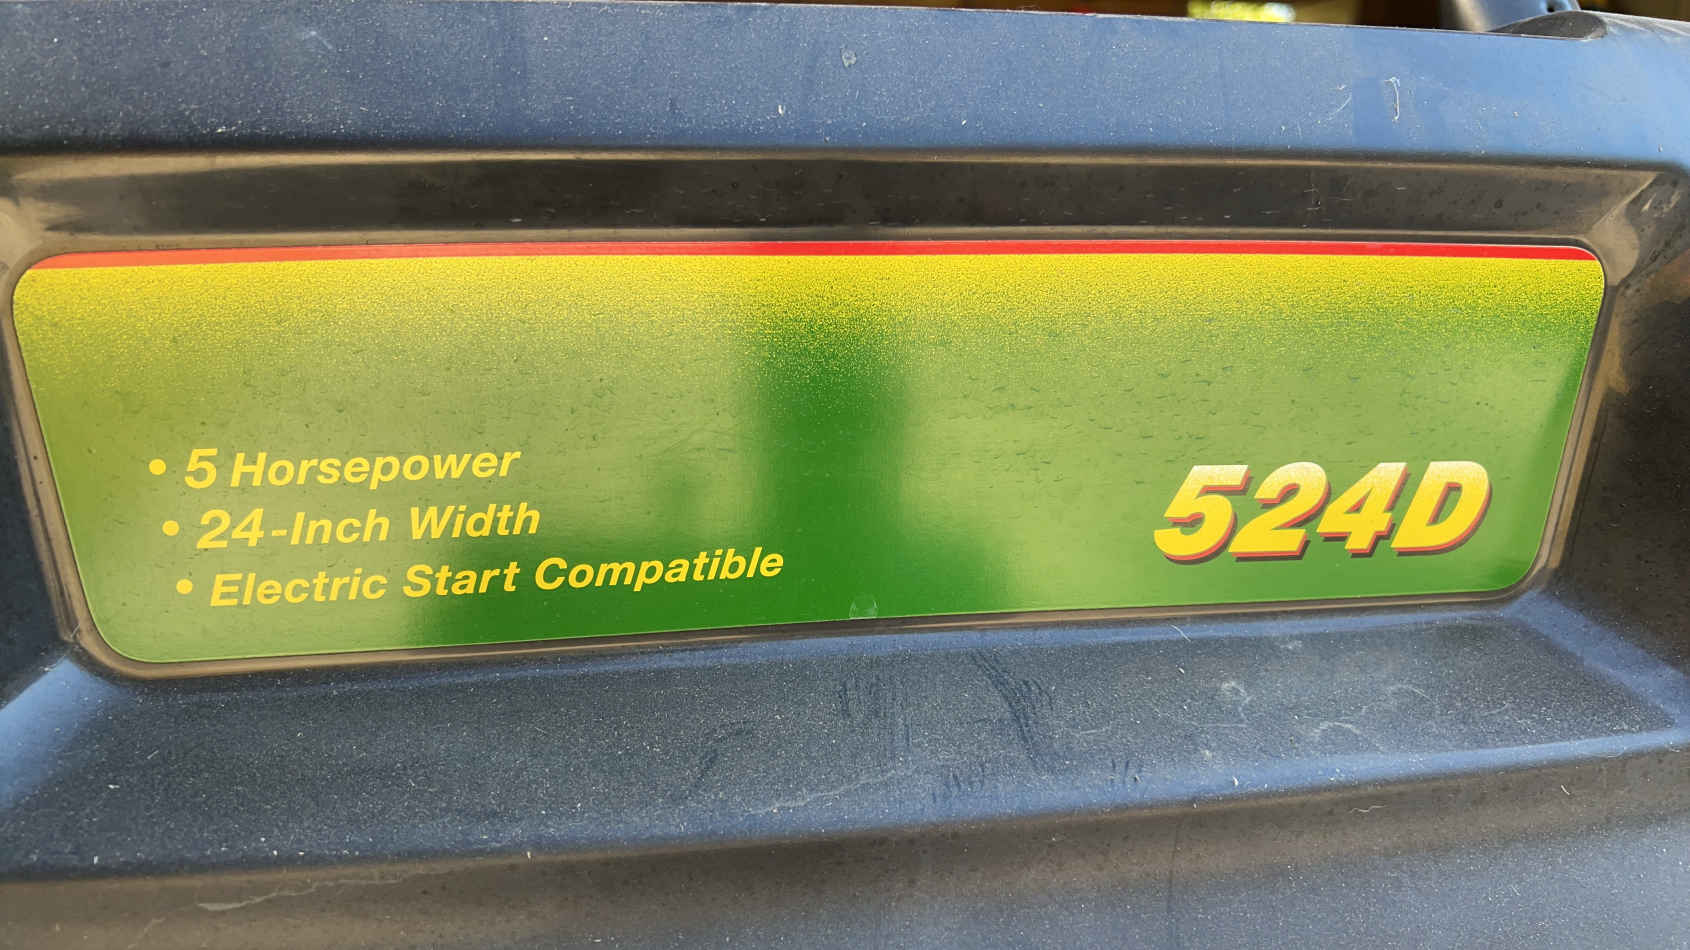 • 5 Horsepower
• 24-Inch Width
• Electric Start Compatible
524D